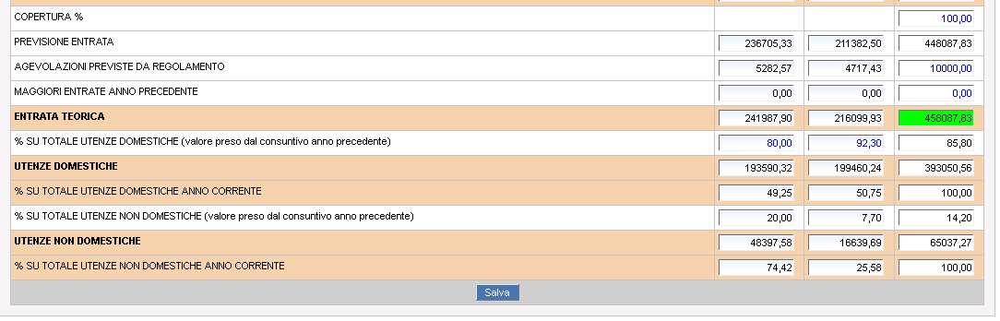 COPERTURA % 100,00
PREVISIONE ENTRATA 236705,33 211382,50 448087,83
AGEVOLAZIONI PREVISTE DA REGOLAMENTO 5282,57 4717,43 10000,00
MAGGIORI ENTRATE ANNO PRECEDENTE 0,00 0,00 0,00
ENTRATA TEORICA 241987,90 216099,93 458087,83
% SU TOTALE UTENZE DOMESTICHE (valore preso dal consuntivo anno precedente) 80,00 92,30 85,80
UTENZE DOMESTICHE 193590,32 199460,24 393050,56
% SU TOTALE UTENZE DOMESTICHE ANNO CORRENTE 49,25 50,75 100,00
% SU TOTALE UTENZE NON DOMESTICHE (valore preso dal consuntivo anno precedente) 20,00 7,70 14,20
UTENZE NON DOMESTICHE 48397,58 16639,69 65037,27
% SU TOTALE UTENZE NON DOMESTICHE ANNO CORRENTE 74,42 25,58 100,00
Salva